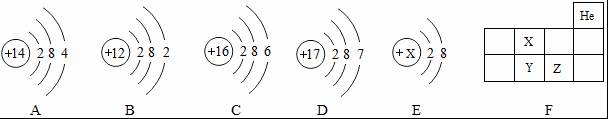 He
+14 2 8 4
+12 2 8 2
+16 2 8 6
+17 2 8 7
+ X 2 8
X
Y Z
A B C D E F